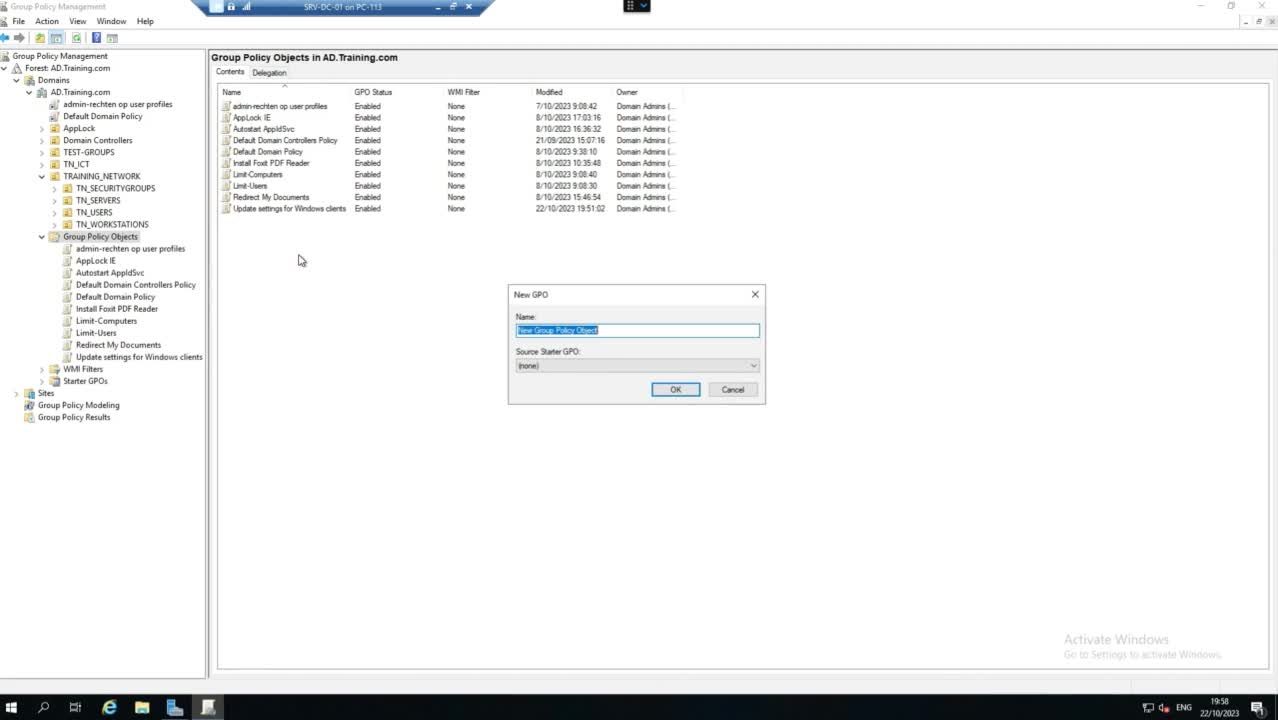 Group Policy Management
SRV-DC-01 on PC-113
File Action View Window Help
Group Policy Management
Forest: AD.Training.com
Domains
AD.Training.com
admin-rechten op user profiles
Default Domain Policy
AppLock
Domain Controllers
TEST-GROUPS
TN_ICT
TRAINING_NETWORK
TN_SECURITYGROUPS
TN_SERVERS
TN_USERS
TN_WORKSTATIONS
Group Policy Objects
admin-rechten op user profiles
AppLock IE
Autostart AppIdSvc
Default Domain Controllers Policy
Default Domain Policy
Install Foxit PDF Reader
Limit-Computers
Limit-Users
Redirect My Documents
Update settings for Windows clients
WMI Filters
Starter GPOs
Sites
Group Policy Modeling
Group Policy Results
Group Policy Objects in AD.Training.com
Contents Delegation
Name GPO Status WMI Filter Modified Owner
admin-rechten op user profiles Enabled None 7/10/2023 9:08:42 Domain Admins (...
AppLock IE Enabled None 8/10/2023 17:03:16 Domain Admins (...
Autostart AppIdSvc Enabled None 8/10/2023 16:36:32 Domain Admins (...
Default Domain Controllers Policy Enabled None 21/09/2023 15:07:16 Domain Admins (...
Default Domain Policy Enabled None 8/10/2023 9:38:10 Domain Admins (...
Install Foxit PDF Reader Enabled None 8/10/2023 10:35:48 Domain Admins (...
Limit-Computers Enabled None 8/10/2023 9:08:40 Domain Admins (...
Limit-Users Enabled None 8/10/2023 9:08:30 Domain Admins (...
Redirect My Documents Enabled None 8/10/2023 15:46:54 Domain Admins (...
Update settings for Windows clients Enabled None 22/10/2023 19:51:02 Domain Admins (...
New GPO
Name:
New Group Policy Object
Source Starter GPO:
(none)
OK Cancel
Activate Windows
Go to Settings to activate Windows.
ENG
19:58
22/10/2023
1